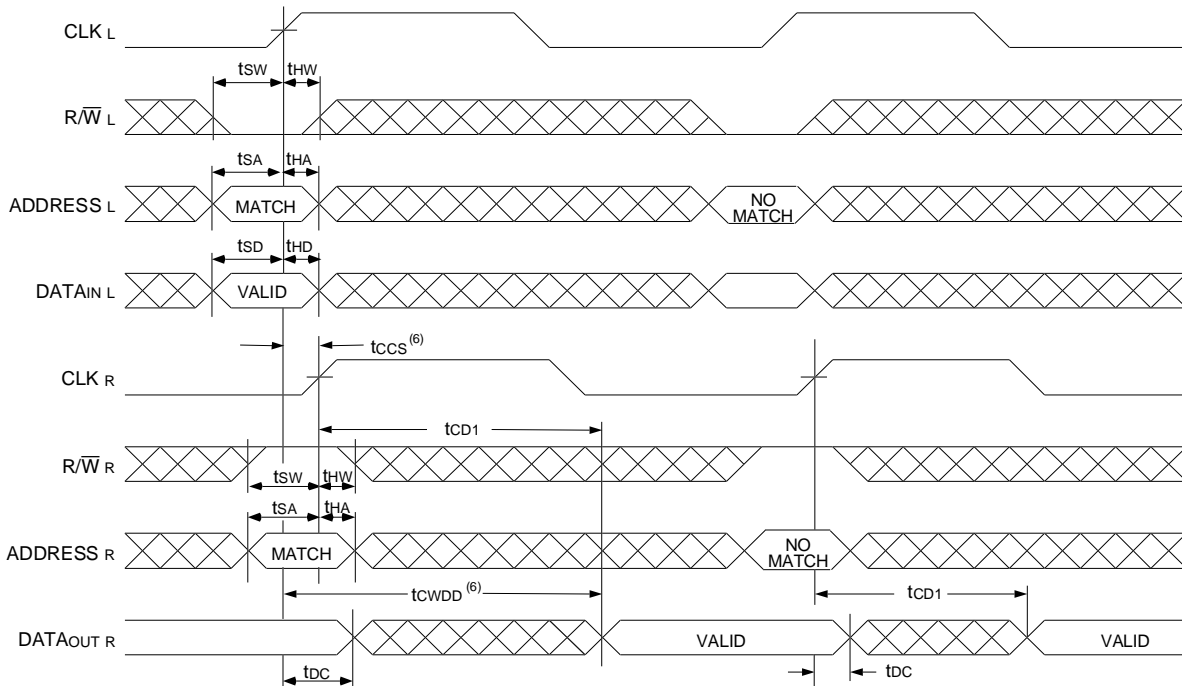 CLK L
tSW tHW
R/W̅ L
tSA tHA
ADDRESS L
MATCH
NO MATCH
tSD tHD
DATAIN L
VALID
tCCS(6)
CLK R
tCD1
R/W̅ R
tSW tHW
tSA tHA
ADDRESS R
MATCH
NO MATCH
tCWDD (6)
tCD1
DATAOUT R
VALID
VALID
tDC
tDC